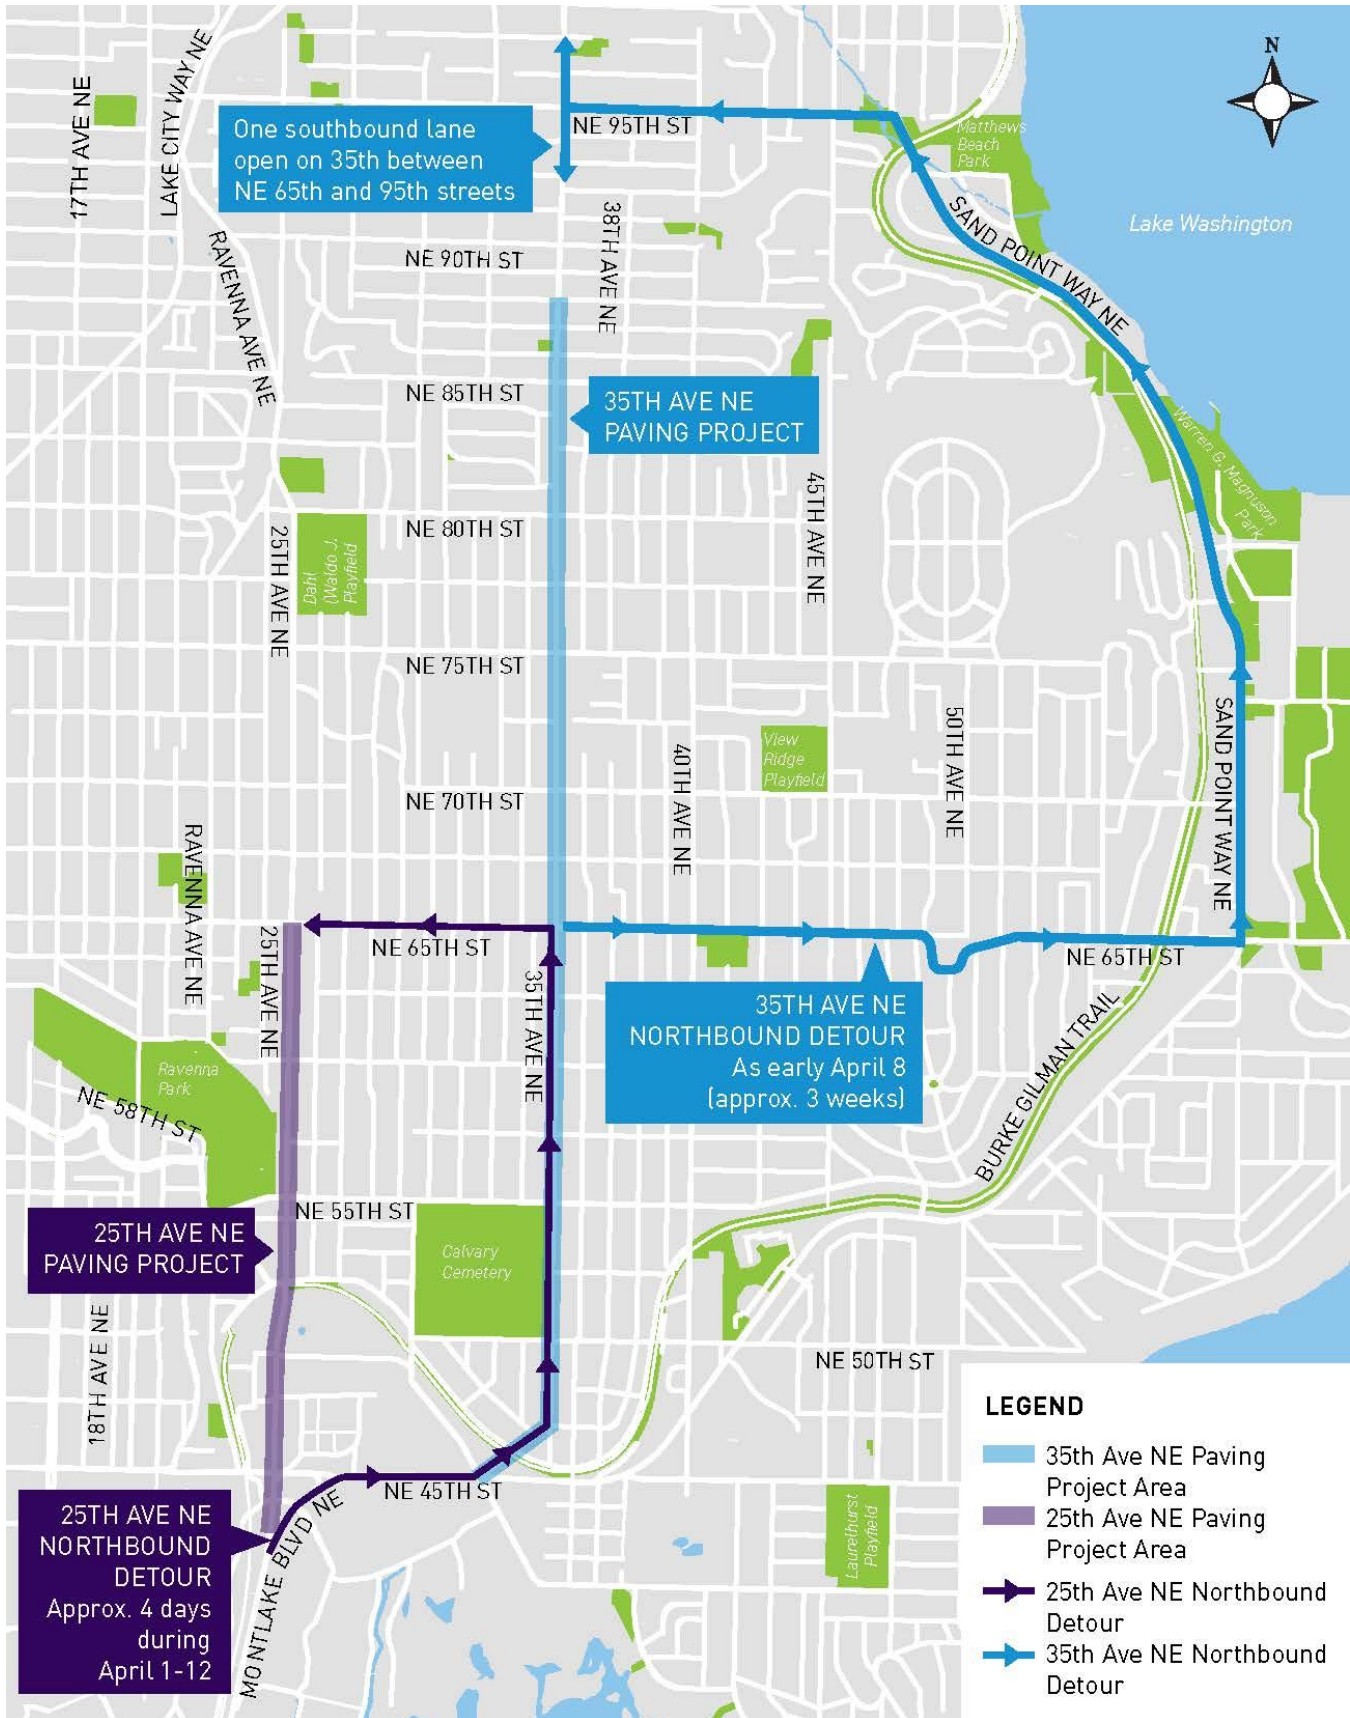 N
17TH AVE NE
LAKE CITY WAY NE
One southbound lane
open on 35th between
NE 65th and 95th streets
NE 95TH ST
Matthews
Beach
Park
Lake Washington
SAND POINT WAY NE
38TH AVE NE
RAVENNA AVE NE
NE 90TH ST
NE 85TH ST
35TH AVE NE
PAVING PROJECT
Warren G. Magnuson
Park
45TH AVE NE
25TH AVE NE
Dahl
(Waldo J.
Playfield
NE 80TH ST
NE 75TH ST
SAND POINT WAY NE
50TH AVE NE
40TH AVE NE
View
Ridge
Playfield
NE 70TH ST
RAVENNA AVE NE
25TH AVE NE
NE 65TH ST
35TH AVE NE
NE 65TH ST
35TH AVE NE
NORTHBOUND DETOUR
As early April 8
(approx. 3 weeks)
BURKE GILMAN TRAIL
Ravenna
Park
NE 58TH ST
NE 55TH ST
25TH AVE NE
PAVING PROJECT
Calvary
Cemetery
18TH AVE NE
NE 50TH ST
NE 45TH ST
MONTLAKE BLVD NE
25TH AVE NE
NORTHBOUND
DETOUR
Approx. 4 days
during
April 1-12
Laurelhurst
Playfield
LEGEND
35th Ave NE Paving
Project Area
25th Ave NE Paving
Project Area
25th Ave NE Northbound
Detour
35th Ave NE Northbound
Detour